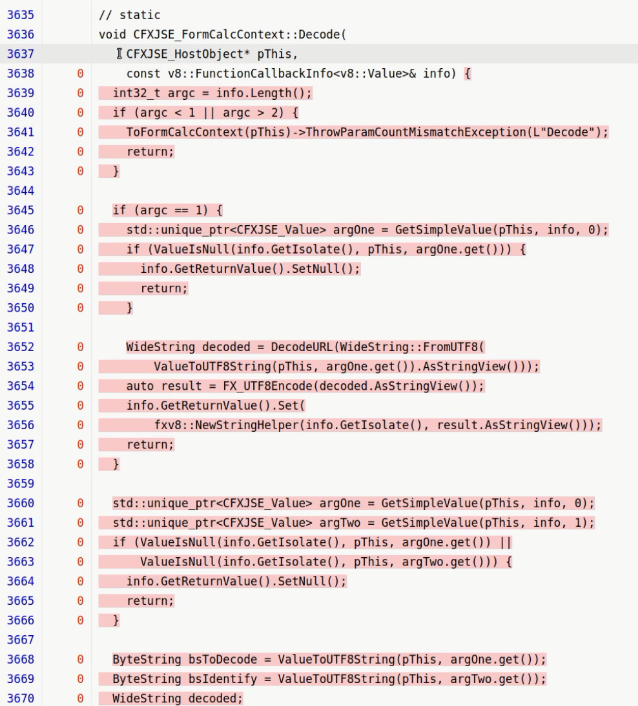 3635 // static
3636 void CFXJSE_FormCalcContext::Decode(
3637 CFXJSE_HostObject* pThis,
3638 0 const v8::FunctionCallbackInfo<v8::Value>& info) {
3639 0 int32_t argc = info.Length();
3640 0 if (argc < 1 || argc > 2) {
3641 0 ToFormCalcContext(pThis)->ThrowParamCountMismatchException(L"Decode");
3642 0 return;
3643 0 }
3644
3645 0 if (argc == 1) {
3646 0 std::unique_ptr<CFXJSE_Value> argOne = GetSimpleValue(pThis, info, 0);
3647 0 if (ValueIsNull(info.GetIsolate(), pThis, argOne.get())) {
3648 0 info.GetReturnValue().SetNull();
3649 0 return;
3650 0 }
3651
3652 0 WideString decoded = DecodeURL(WideString::FromUTF8(
3653 0 ValueToUTF8String(pThis, argOne.get()).AsStringView()));
3654 0 auto result = FX_UTF8Encode(decoded.AsStringView());
3655 0 info.GetReturnValue().Set(
3656 0 fxv8::NewStringHelper(info.GetIsolate(), result.AsStringView()));
3657 0 return;
3658 0 }
3659
3660 0 std::unique_ptr<CFXJSE_Value> argOne = GetSimpleValue(pThis, info, 0);
3661 0 std::unique_ptr<CFXJSE_Value> argTwo = GetSimpleValue(pThis, info, 1);
3662 0 if (ValueIsNull(info.GetIsolate(), pThis, argOne.get()) ||
3663 0 ValueIsNull(info.GetIsolate(), pThis, argTwo.get())) {
3664 0 info.GetReturnValue().SetNull();
3665 0 return;
3666 0 }
3667
3668 0 ByteString bsToDecode = ValueToUTF8String(pThis, argOne.get());
3669 0 ByteString bsIdentify = ValueToUTF8String(pThis, argTwo.get());
3670 0 WideString decoded;